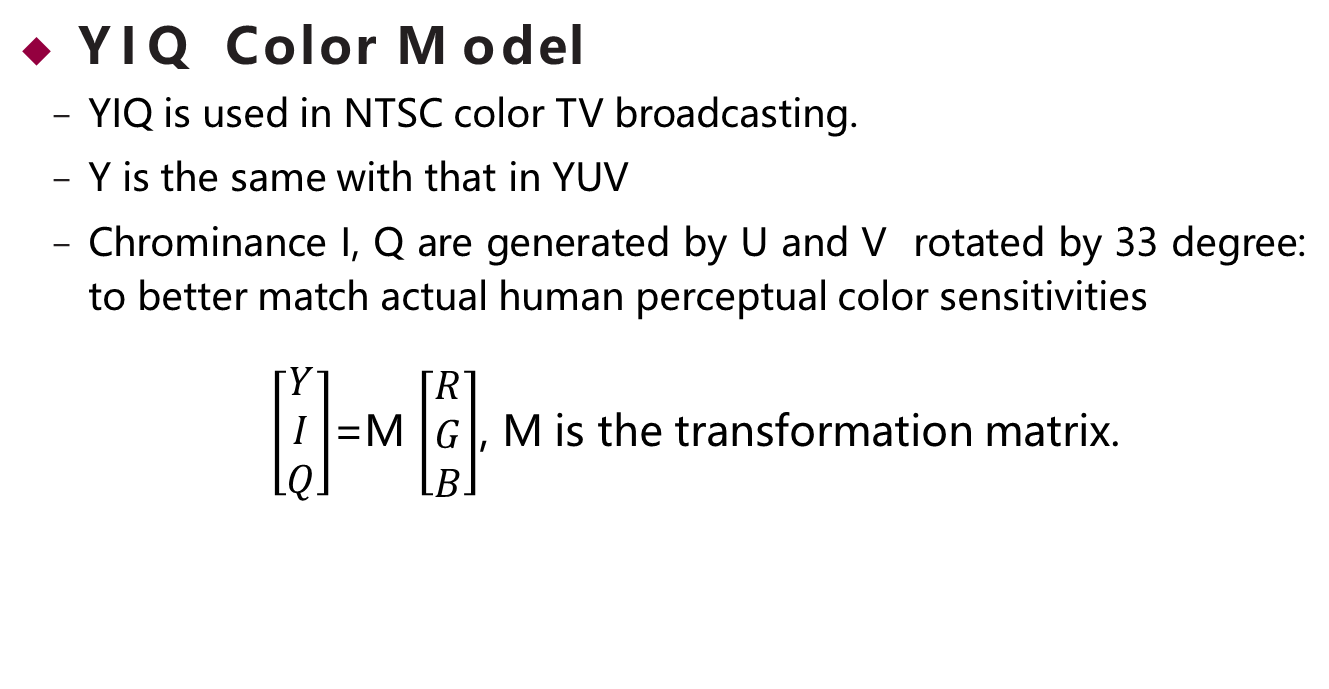 ◆ YIQ Color Model
– YIQ is used in NTSC color TV broadcasting.
– Y is the same with that in YUV
– Chrominance I, Q are generated by U and V rotated by 33 degree:
to better match actual human perceptual color sensitivities
[Y I Q] =M [R G B], M is the transformation matrix.